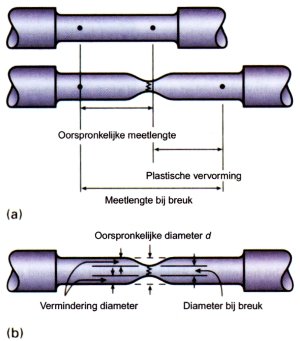 Oorspronkelijke meetlengte
Plastische vervorming
Meetlengte bij breuk
(a)
Oorspronkelijke diameter d
Vermindering diameter
Diameter bij breuk
(b)